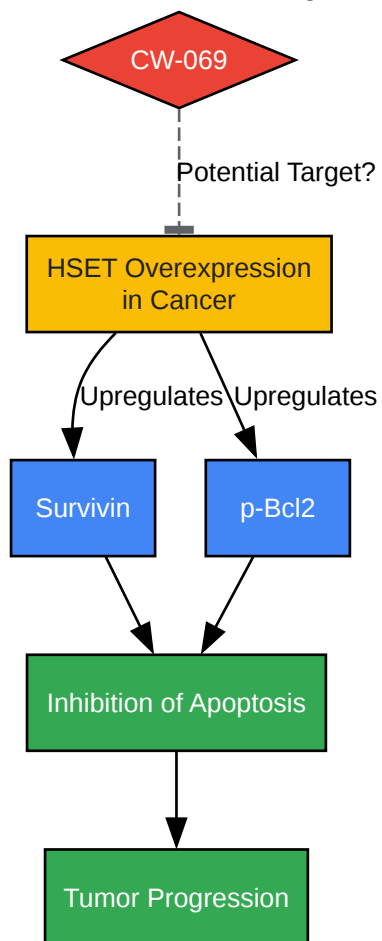 CW-069
Potential Target?
HSET Overexpression
in Cancer
Upregulates
Upregulates
Survivin
p-Bcl2
Inhibition of Apoptosis
Tumor Progression